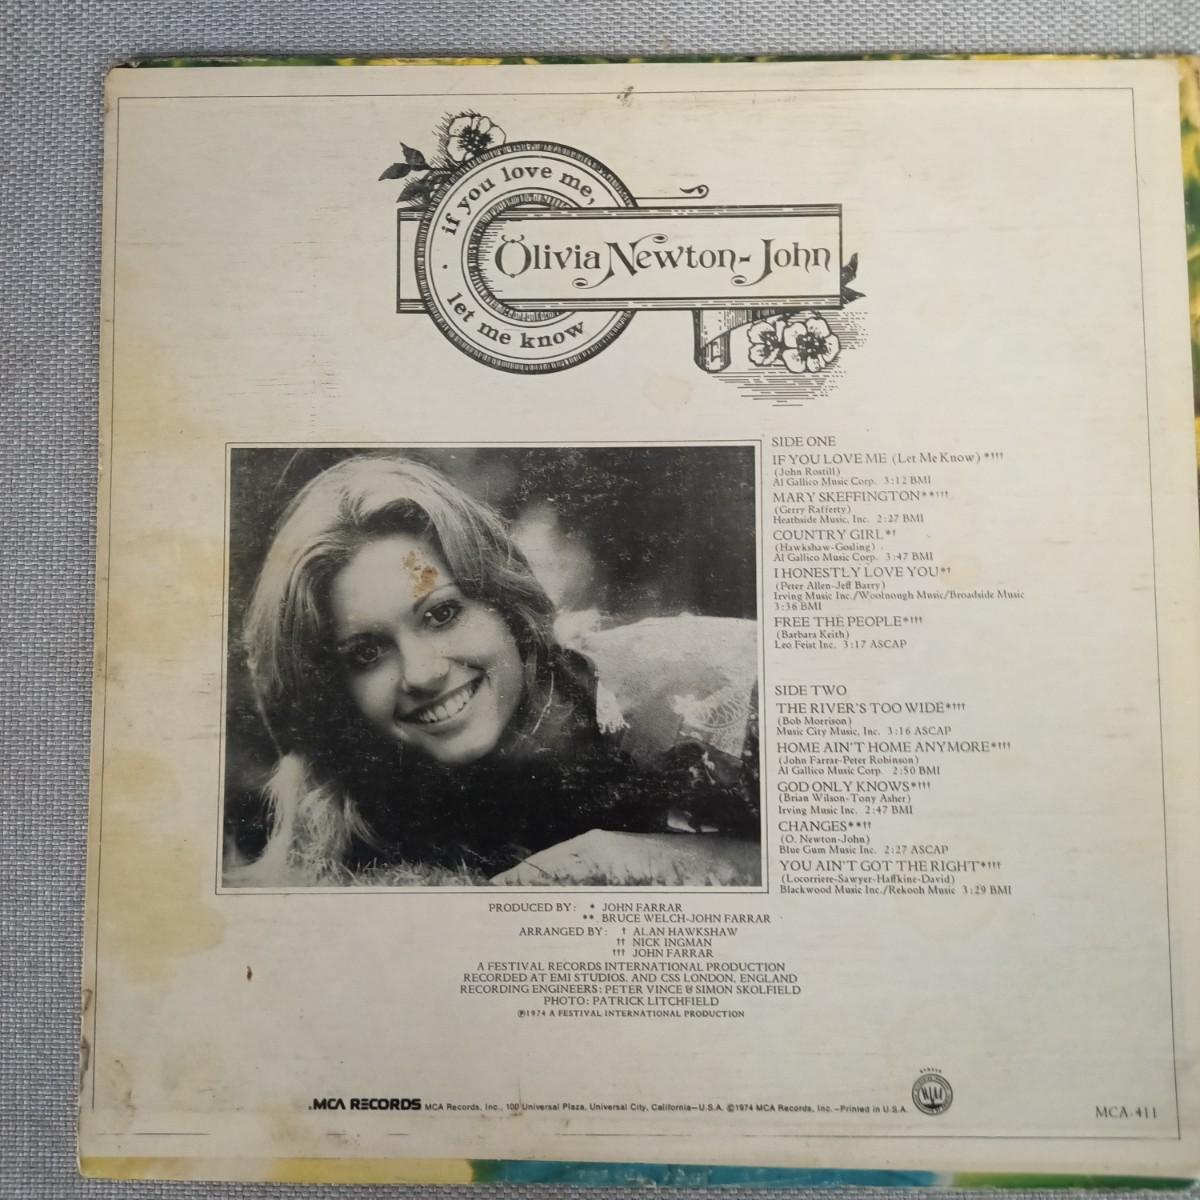 if you love me,
let me know
Olivia Newton-John
SIDE ONE
IF YOU LOVE ME (Let Me Know)*†††
(John Rostill)
Al Gallico Music Corp. 3:12 BMI
MARY SKEFFINGTON**†††
(Gerry Rafferty)
Heathside Music, Inc. 2:27 BMI
COUNTRY GIRL*†
(Hawkshaw-Gosling)
Al Gallico Music Corp. 3:47 BMI
I HONESTLY LOVE YOU*†
(Peter Allen-Jeff Barry)
Irving Music Inc./Woolnough Music/Broadside Music
3:36 BMI
FREE THE PEOPLE*†††
(Barbara Keith)
Leo Feist Inc. 3:17 ASCAP
SIDE TWO
THE RIVER'S TOO WIDE*†††
(Bob Morrison)
Music City Music, Inc. 3:16 ASCAP
HOME AIN'T HOME ANYMORE*†††
(John Farrar-Peter Robinson)
Al Gallico Music Corp. 2:50 BMI
GOD ONLY KNOWS*†††
(Brian Wilson-Tony Asher)
Irving Music Inc. 2:47 BMI
CHANGES**††
(O. Newton-John)
Blue Gum Music Inc. 2:27 ASCAP
YOU AIN'T GOT THE RIGHT*†††
(Locorriere-Sawyer-Haffkine-David)
Blackwood Music Inc./Rekooh Music 3:29 BMI
PRODUCED BY: * JOHN FARRAR
** BRUCE WELCH-JOHN FARRAR
ARRANGED BY: † ALAN HAWKSHAW
†† NICK INGMAN
††† JOHN FARRAR
A FESTIVAL RECORDS INTERNATIONAL PRODUCTION
RECORDED AT EMI STUDIOS, AND CSS LONDON, ENGLAND
RECORDING ENGINEERS: PETER VINCE & SIMON SKOLFIELD
PHOTO: PATRICK LITCHFIELD
℗1974 A FESTIVAL INTERNATIONAL PRODUCTION
MCA RECORDS MCA Records, Inc., 100 Universal Plaza, Universal City, California—U.S.A. ©1974 MCA Records, Inc.—Printed in U.S.A.
MCA-411